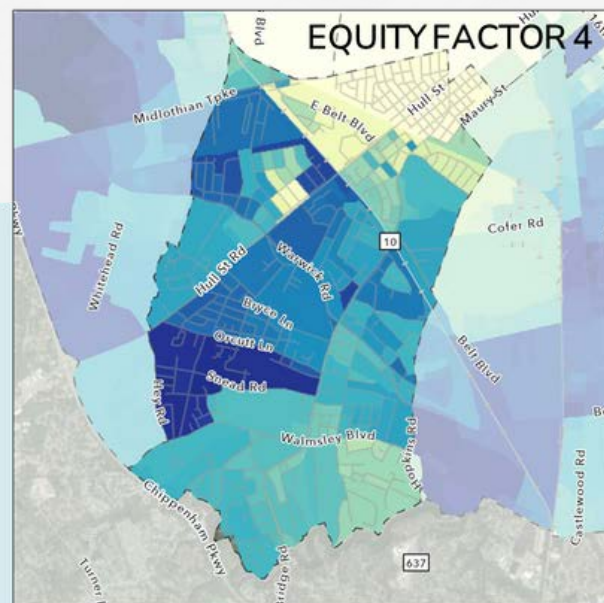 EQUITY FACTOR 4
Blvd
Midlothian Tpke
E Belt Blvd
Hull St
Maury St
Whitehead Rd
Hull St Rd
Warwick Rd
10
Cofer Rd
Bryce Ln
Orcutt Ln
Snead Rd
Hey Rd
Belt Blvd
Walmsley Blvd
Hopkins Rd
Castlewood Rd
Chippenham Pkwy
637